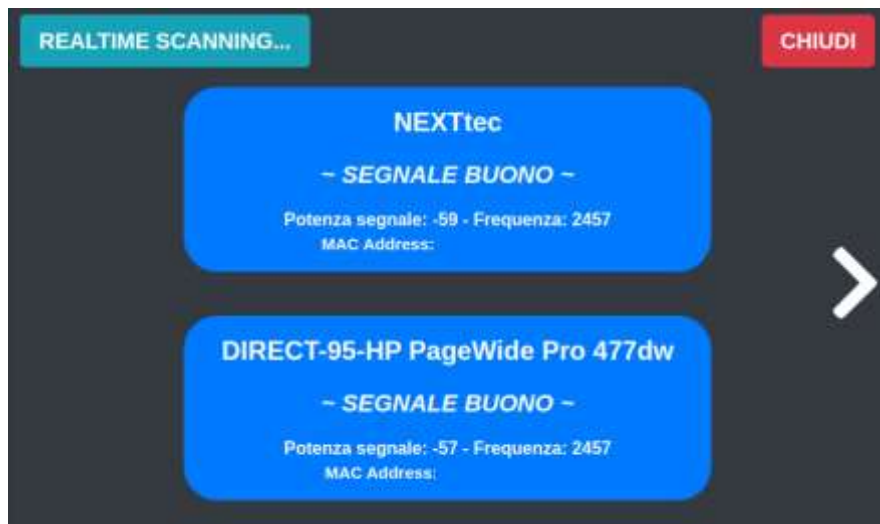 REALTIME SCANNING...
CHIUDI
NEXTtec
~ SEGNALE BUONO ~
Potenza segnale: -59 - Frequenza: 2457
MAC Address:
DIRECT-95-HP PageWide Pro 477dw
~ SEGNALE BUONO ~
Potenza segnale: -57 - Frequenza: 2457
MAC Address: